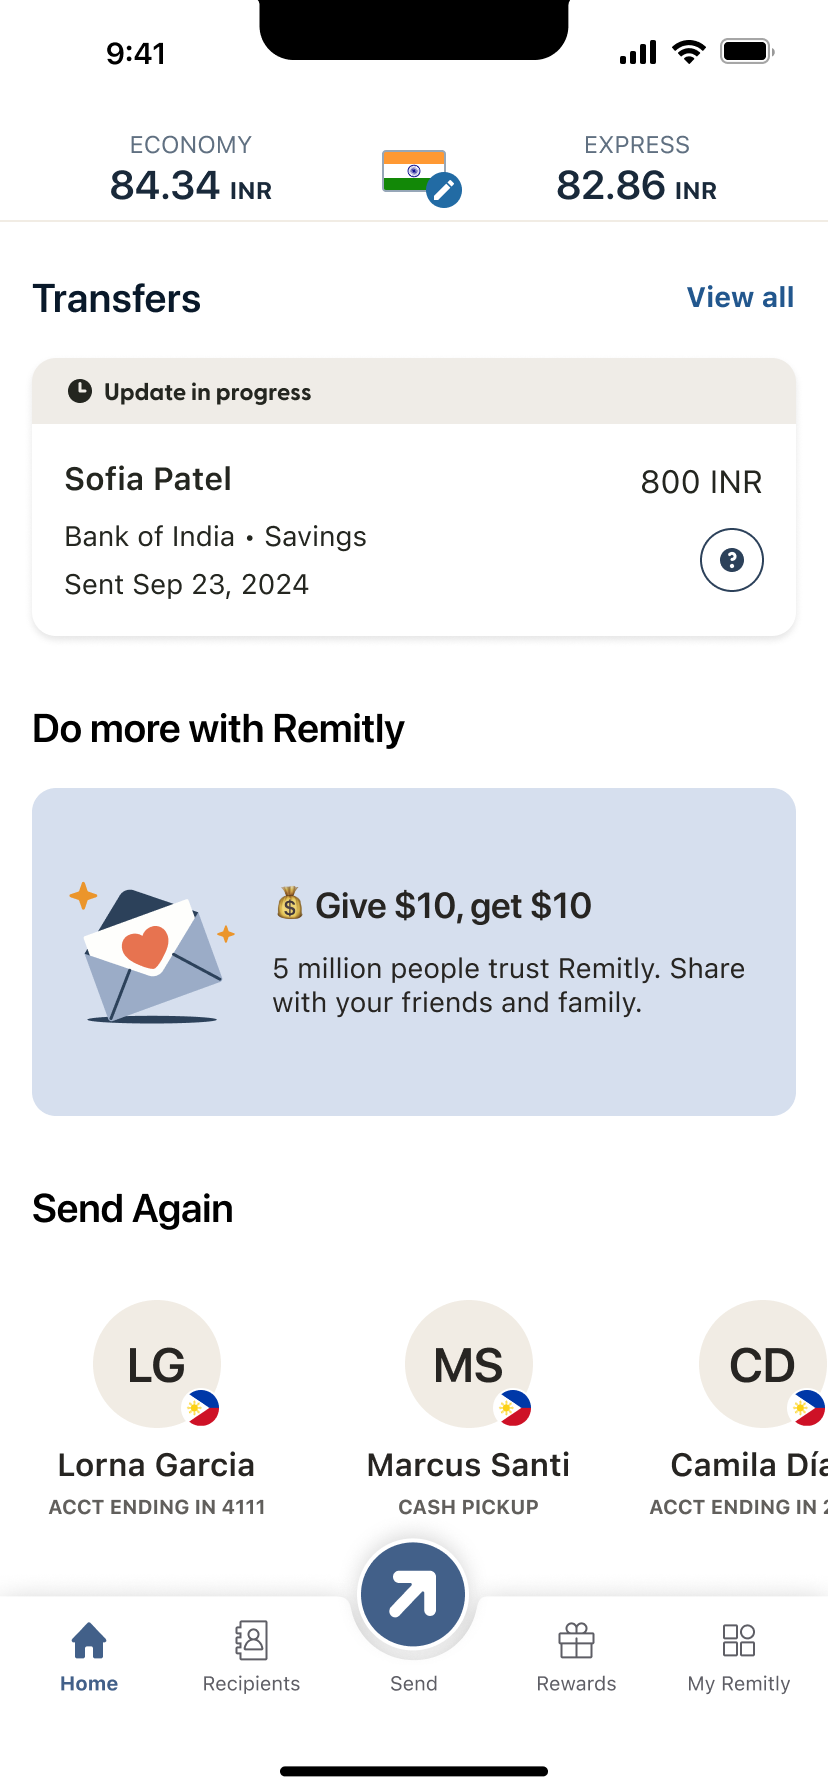 9:41
ECONOMY
84.34 INR
EXPRESS
82.86 INR
Transfers
View all
Update in progress
Sofia Patel
800 INR
Bank of India • Savings
Sent Sep 23, 2024
Do more with Remitly
💰 Give $10, get $10
5 million people trust Remitly. Share
with your friends and family.
Send Again
LG
MS
CD
Lorna Garcia
Marcus Santi
Camila Día
ACCT ENDING IN 4111
CASH PICKUP
ACCT ENDING IN 2
Home
Recipients
Send
Rewards
My Remitly